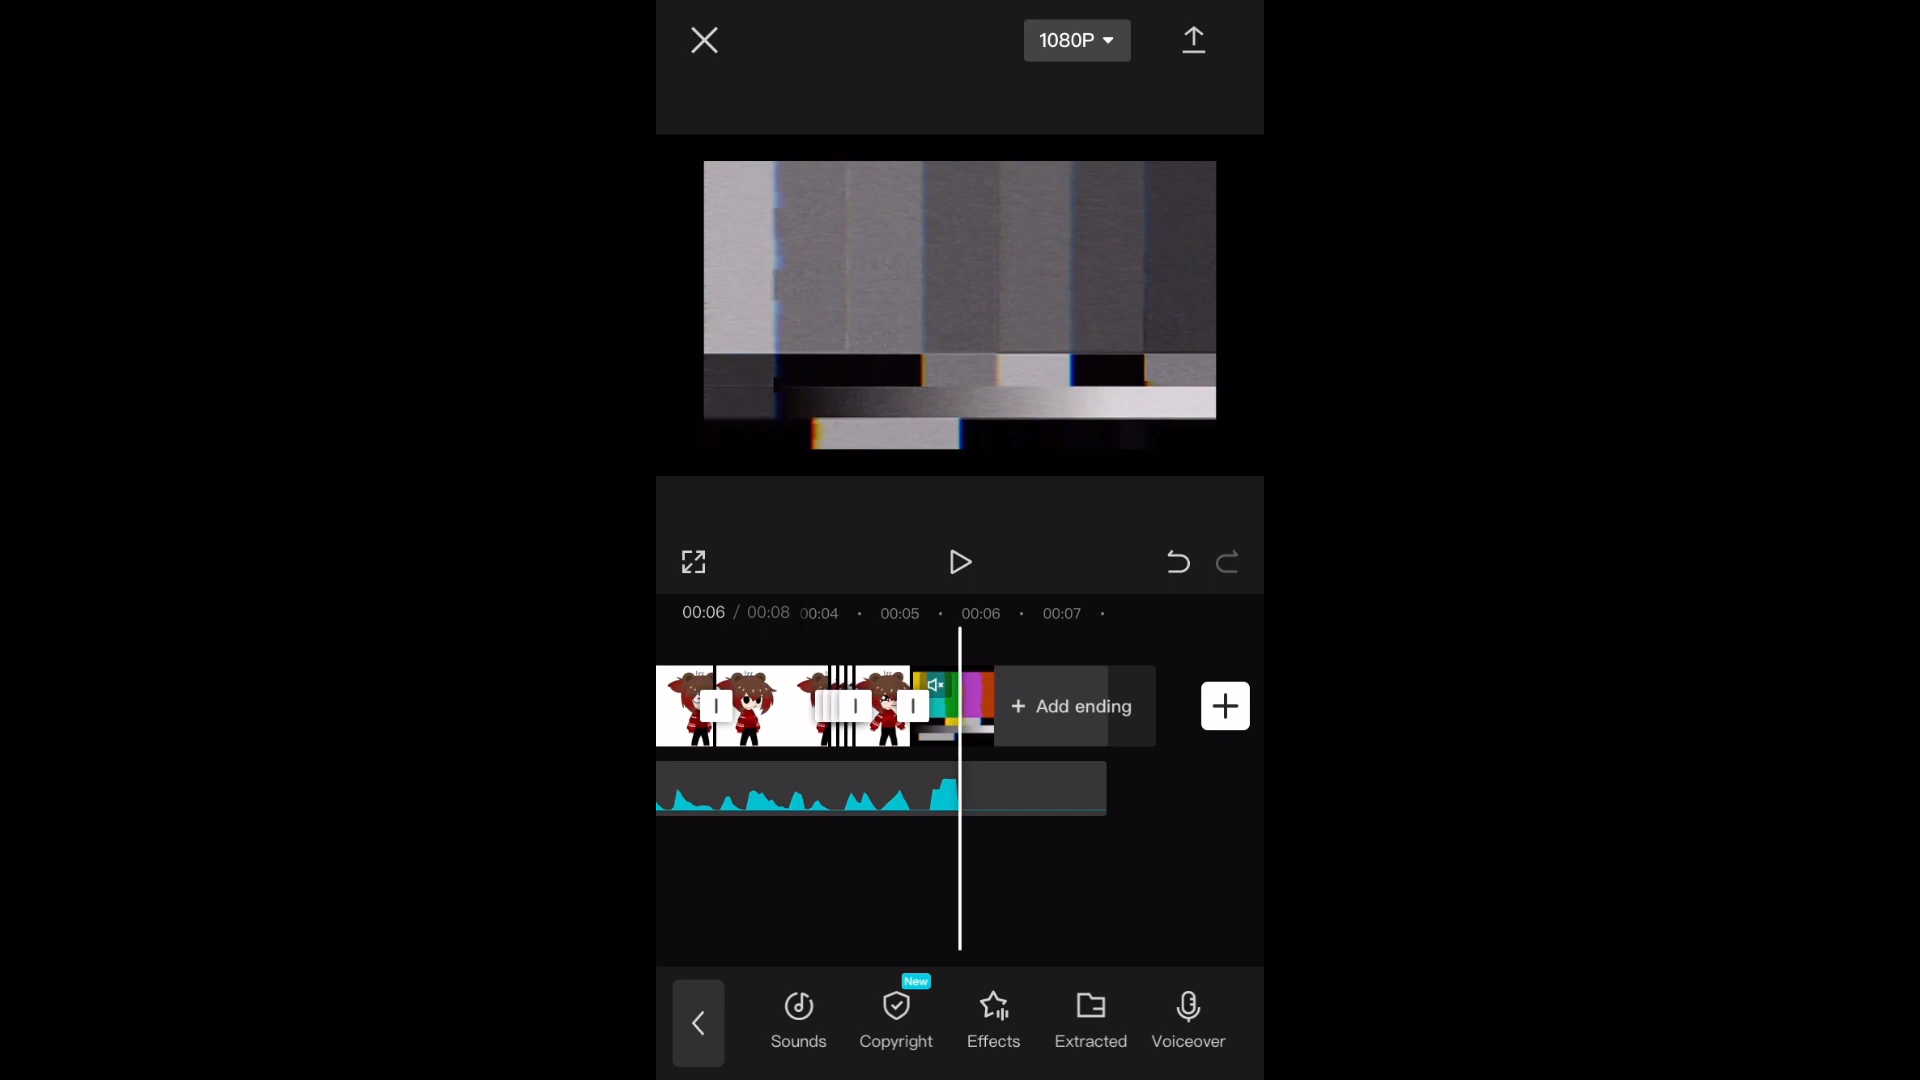 1080P
00:06 / 00:08 00:04 00:05 00:06 00:07
+ Add ending
New
Sounds Copyright Effects Extracted Voiceover